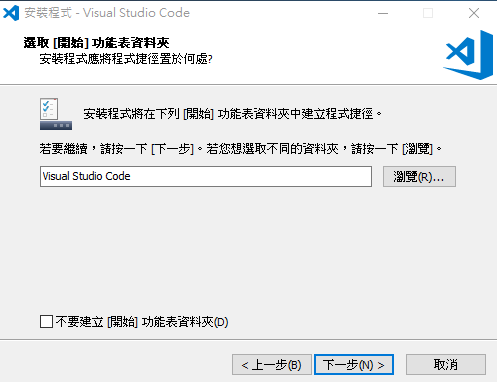 安裝程式 - Visual Studio Code
選取 [開始] 功能表資料夾
安裝程式應將程式捷徑置於何處?
安裝程式將在下列 [開始] 功能表資料夾中建立程式捷徑。
若要繼續，請按一下 [下一步]。若您想選取不同的資料夾，請按一下 [瀏覽]。
Visual Studio Code
瀏覽(R)...
不要建立 [開始] 功能表資料夾(D)
< 上一步(B) 下一步(N) > 取消